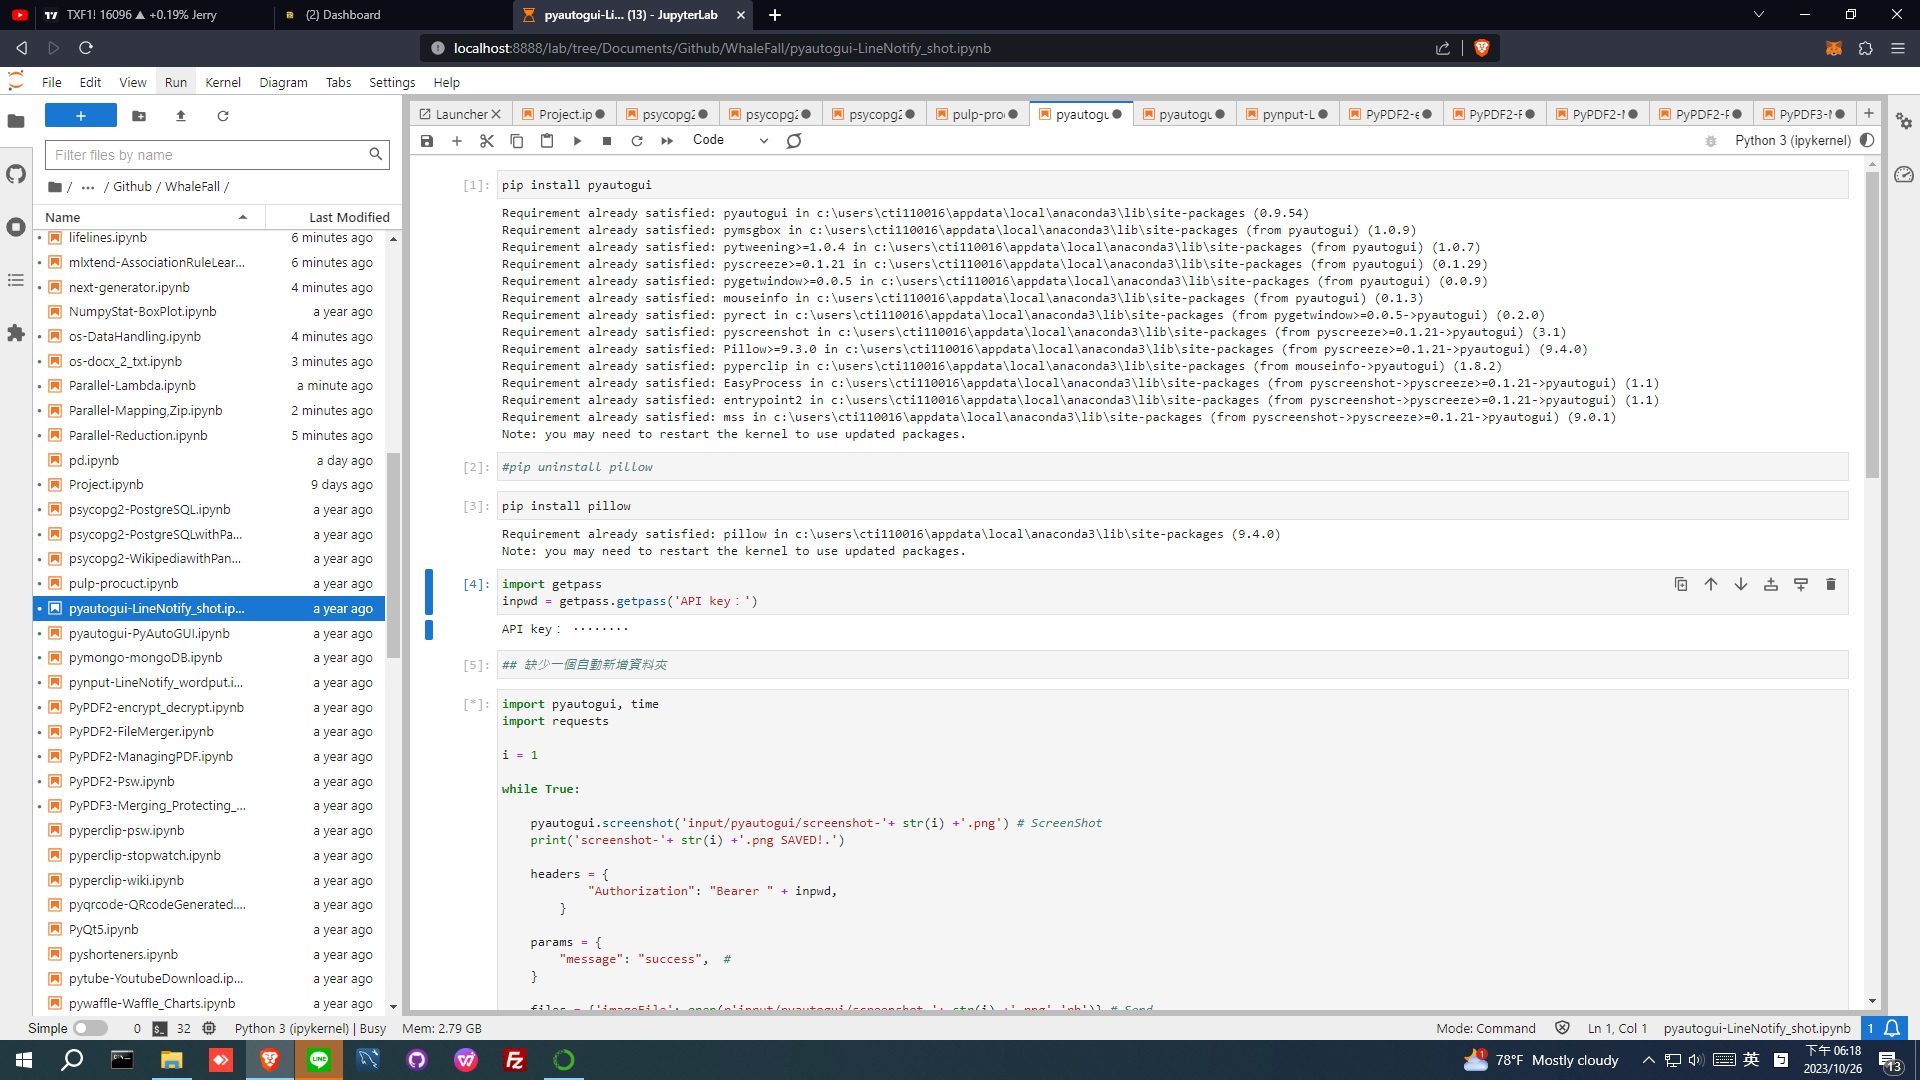 TXF1! 16096 ▲ +0.19% Jerry
(2) Dashboard
pyautogui-Li... (13) - JupyterLab
localhost:8888/lab/tree/Documents/Github/WhaleFall/pyautogui-LineNotify_shot.ipynb
File Edit View Run Kernel Diagram Tabs Settings Help
Launcher
Project.ip
psycopg2
psycopg2
psycopg2
pulp-pro
pyautogu
pyautogu
pynput-L
PyPDF2-e
PyPDF2-F
PyPDF2-M
PyPDF2-F
PyPDF3-M
Code
Python 3 (ipykernel)
Filter files by name
/ ··· / Github / WhaleFall /
Name Last Modified
lifelines.ipynb 6 minutes ago
mlxtend-AssociationRuleLear... 6 minutes ago
next-generator.ipynb 4 minutes ago
NumpyStat-BoxPlot.ipynb a year ago
os-DataHandling.ipynb 4 minutes ago
os-docx_2_txt.ipynb 3 minutes ago
Parallel-Lambda.ipynb a minute ago
Parallel-Mapping,Zip.ipynb 2 minutes ago
Parallel-Reduction.ipynb 5 minutes ago
pd.ipynb a day ago
Project.ipynb 9 days ago
psycopg2-PostgreSQL.ipynb a year ago
psycopg2-PostgreSQLwithPa... a year ago
psycopg2-WikipediawithPan... a year ago
pulp-procuct.ipynb a year ago
pyautogui-LineNotify_shot.ip... a year ago
pyautogui-PyAutoGUI.ipynb a year ago
pymongo-mongoDB.ipynb a year ago
pynput-LineNotify_wordput.i... a year ago
PyPDF2-encrypt_decrypt.ipynb a year ago
PyPDF2-FileMerger.ipynb a year ago
PyPDF2-ManagingPDF.ipynb a year ago
PyPDF2-Psw.ipynb a year ago
PyPDF3-Merging_Protecting_... a year ago
pyperclip-psw.ipynb a year ago
pyperclip-stopwatch.ipynb a year ago
pyperclip-wiki.ipynb a year ago
pyqrcode-QRcodeGenerated.... a year ago
PyQt5.ipynb a year ago
pyshorteners.ipynb a year ago
pytube-YoutubeDownload.ip... a year ago
pywaffle-Waffle_Charts.ipynb a year ago
[1]: pip install pyautogui
Requirement already satisfied: pyautogui in c:\users\cti110016\appdata\local\anaconda3\lib\site-packages (0.9.54)
Requirement already satisfied: pymsgbox in c:\users\cti110016\appdata\local\anaconda3\lib\site-packages (from pyautogui) (1.0.9)
Requirement already satisfied: pytweening>=1.0.4 in c:\users\cti110016\appdata\local\anaconda3\lib\site-packages (from pyautogui) (1.0.7)
Requirement already satisfied: pyscreeze>=0.1.21 in c:\users\cti110016\appdata\local\anaconda3\lib\site-packages (from pyautogui) (0.1.29)
Requirement already satisfied: pygetwindow>=0.0.5 in c:\users\cti110016\appdata\local\anaconda3\lib\site-packages (from pyautogui) (0.0.9)
Requirement already satisfied: mouseinfo in c:\users\cti110016\appdata\local\anaconda3\lib\site-packages (from pyautogui) (0.1.3)
Requirement already satisfied: pyrect in c:\users\cti110016\appdata\local\anaconda3\lib\site-packages (from pygetwindow>=0.0.5->pyautogui) (0.2.0)
Requirement already satisfied: pyscreenshot in c:\users\cti110016\appdata\local\anaconda3\lib\site-packages (from pyscreeze>=0.1.21->pyautogui) (3.1)
Requirement already satisfied: Pillow>=9.3.0 in c:\users\cti110016\appdata\local\anaconda3\lib\site-packages (from pyscreeze>=0.1.21->pyautogui) (9.4.0)
Requirement already satisfied: pyperclip in c:\users\cti110016\appdata\local\anaconda3\lib\site-packages (from mouseinfo->pyautogui) (1.8.2)
Requirement already satisfied: EasyProcess in c:\users\cti110016\appdata\local\anaconda3\lib\site-packages (from pyscreenshot->pyscreeze>=0.1.21->pyautogui) (1.1)
Requirement already satisfied: entrypoint2 in c:\users\cti110016\appdata\local\anaconda3\lib\site-packages (from pyscreenshot->pyscreeze>=0.1.21->pyautogui) (1.1)
Requirement already satisfied: mss in c:\users\cti110016\appdata\local\anaconda3\lib\site-packages (from pyscreenshot->pyscreeze>=0.1.21->pyautogui) (9.0.1)
Note: you may need to restart the kernel to use updated packages.
[2]: #pip uninstall pillow
[3]: pip install pillow
Requirement already satisfied: pillow in c:\users\cti110016\appdata\local\anaconda3\lib\site-packages (9.4.0)
Note: you may need to restart the kernel to use updated packages.
[4]: import getpass
inpwd = getpass.getpass('API key：')
API key： ········
[5]: ## 缺少一個自動新增資料夾
[*]: import pyautogui, time
import requests
i = 1
while True:
pyautogui.screenshot('input/pyautogui/screenshot-'+ str(i) +'.png') # ScreenShot
print('screenshot-'+ str(i) +'.png SAVED!.')
headers = {
"Authorization": "Bearer " + inpwd,
}
params = {
"message": "success", #
}
files = {'imageFile': open(r'input/pyautogui/screenshot-'+ str(i) +'.png','rb')} # Send
Simple 0 32 Python 3 (ipykernel) | Busy Mem: 2.79 GB
Mode: Command Ln 1, Col 1 pyautogui-LineNotify_shot.ipynb 1
LINE
78°F Mostly cloudy
英
下午 06:18
2023/10/26
13